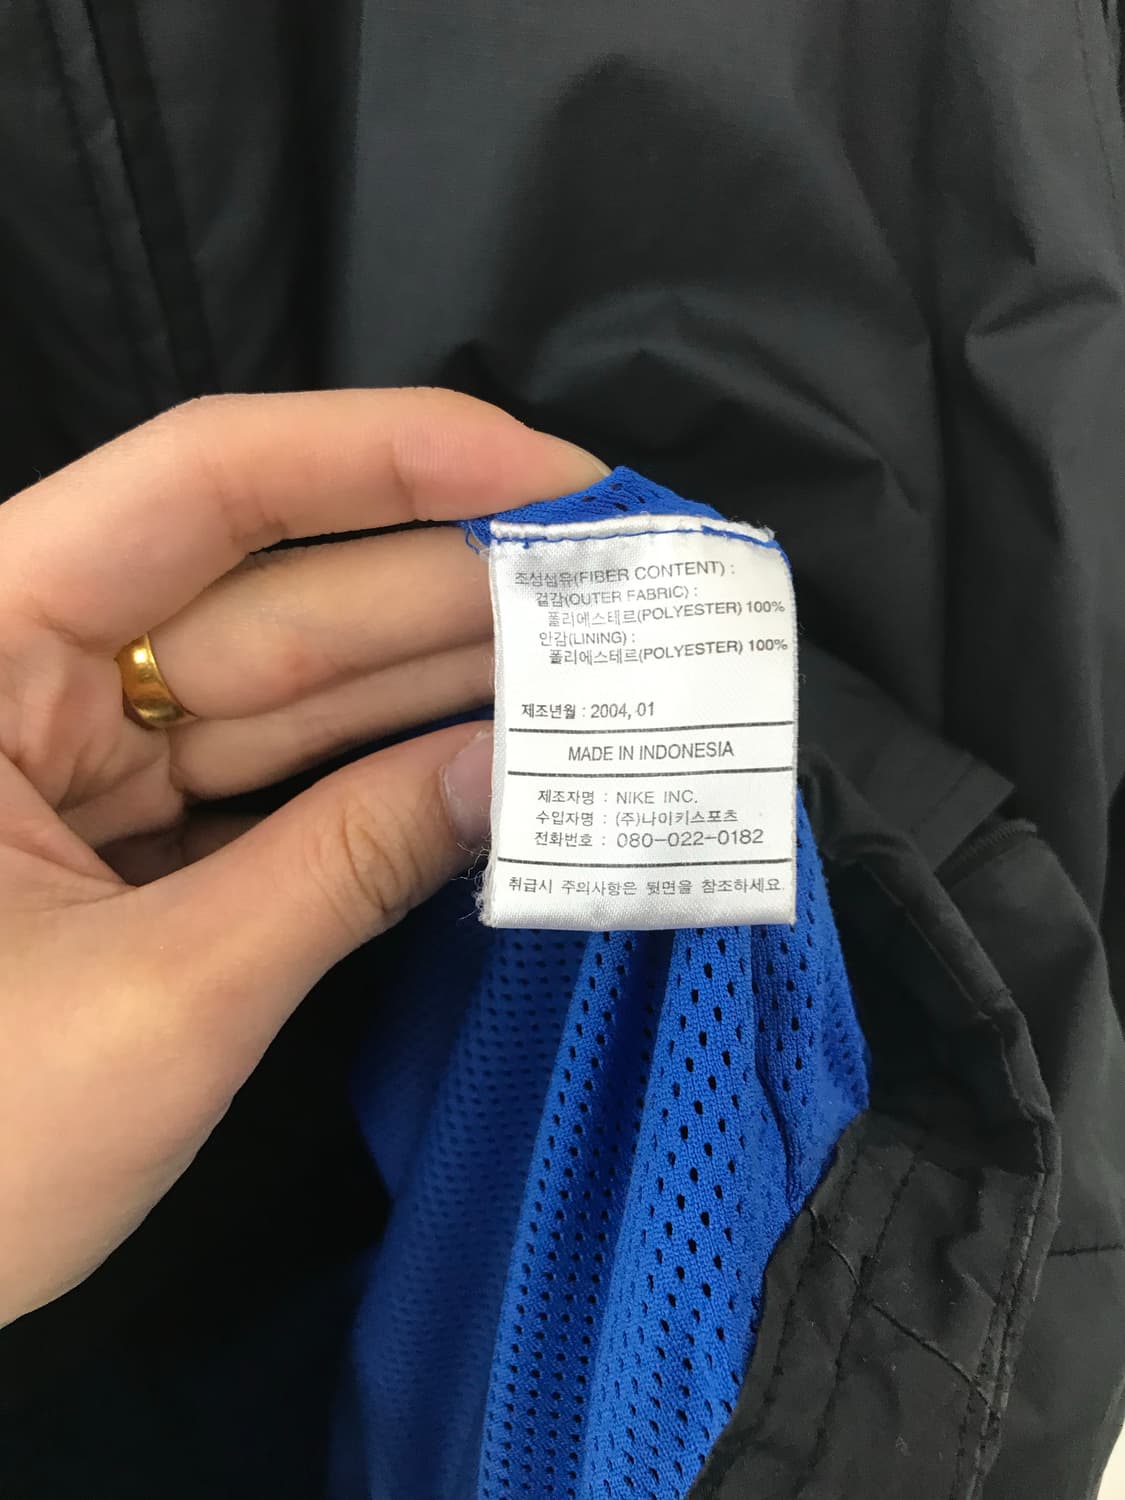 조성섬유(FIBER CONTENT) :
겉감(OUTER FABRIC) :
폴리에스테르(POLYESTER) 100%
안감(LINING) :
폴리에스테르(POLYESTER) 100%
제조년월 : 2004, 01
MADE IN INDONESIA
제조자명 : NIKE INC.
수입자명 : (주)나이키스포츠
전화번호 : 080-022-0182
취급시 주의사항은 뒷면을 참조하세요.